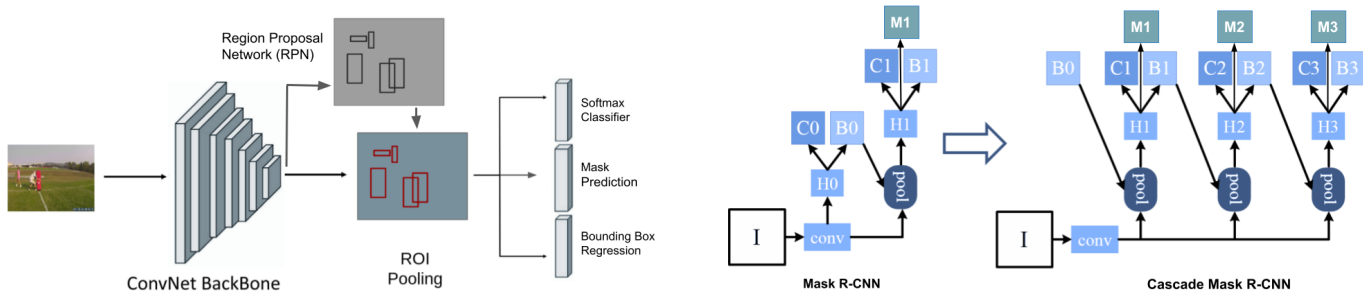 Region Proposal
Network (RPN)
Softmax
Classifier
Mask
Prediction
Bounding Box
Regression
ConvNet BackBone
ROI
Pooling
M1
C1
B1
C0
B0
H1
H0
pool
I
conv
Mask R-CNN
M1
M2
M3
B0
C1
B1
C2
B2
C3
B3
H1
H2
H3
pool
pool
pool
I
conv
Cascade Mask R-CNN